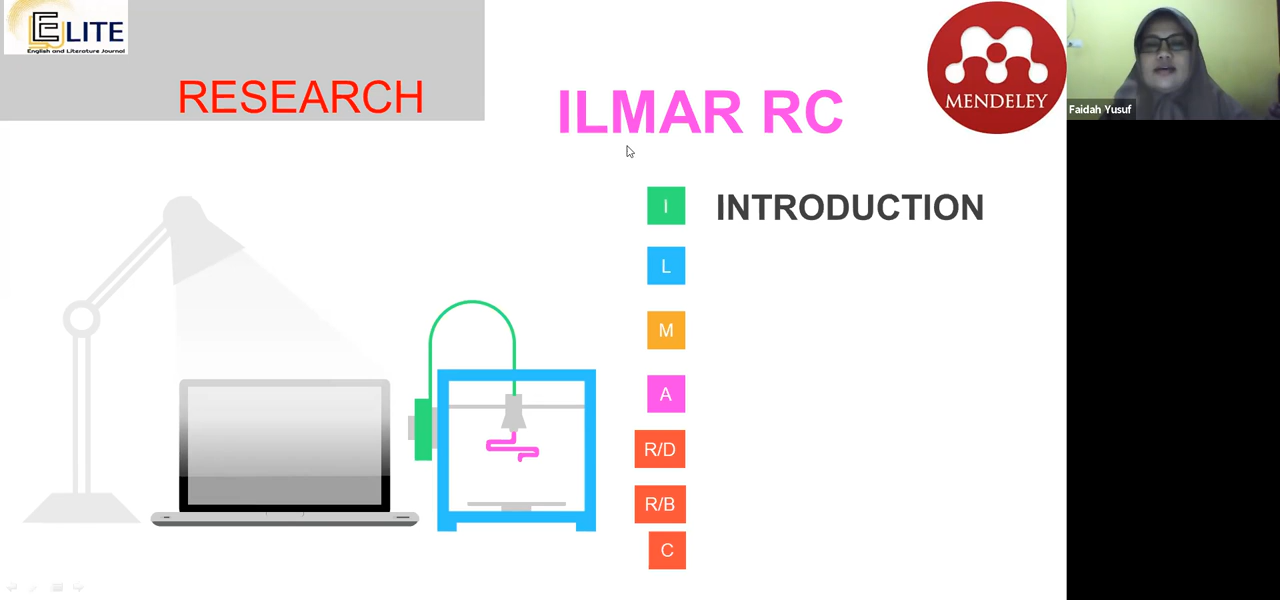 ELITE
English and Literature Journal
RESEARCH
ILMAR RC
MENDELEY
Faidah Yusuf
I INTRODUCTION
L
M
A
R/D
R/B
C